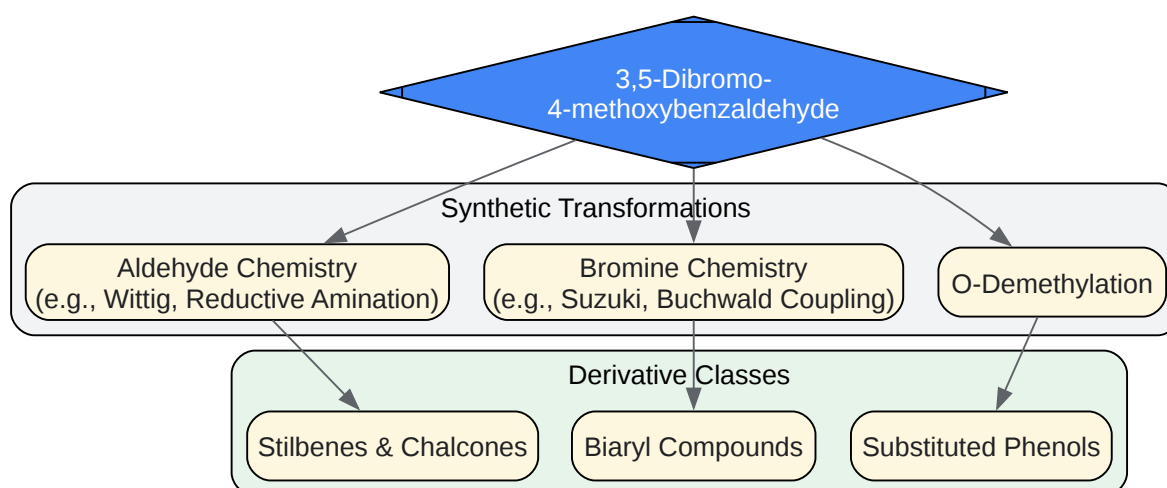 3,5-Dibromo-
4-methoxybenzaldehyde
Synthetic Transformations
Aldehyde Chemistry
(e.g., Wittig, Reductive Amination)
Bromine Chemistry
(e.g., Suzuki, Buchwald Coupling)
O-Demethylation
Derivative Classes
Stilbenes & Chalcones
Biaryl Compounds
Substituted Phenols